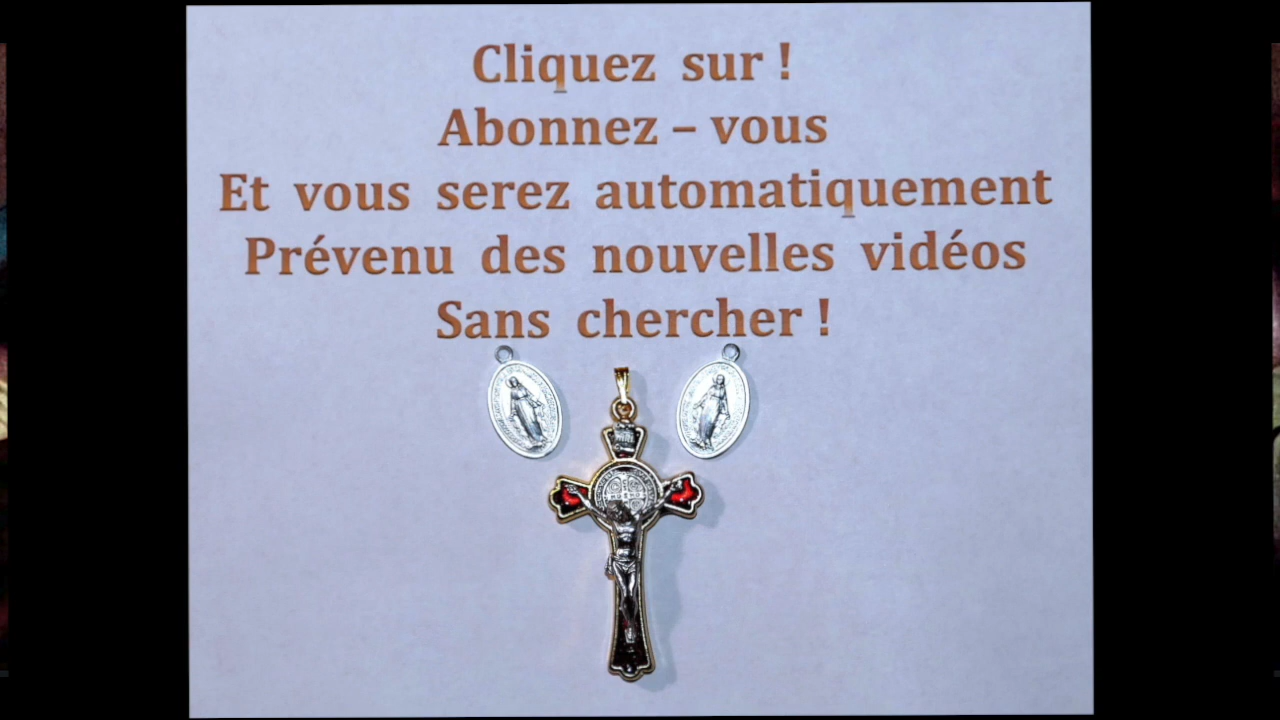 Cliquez sur !
Abonnez – vous
Et vous serez automatiquement
Prévenu des nouvelles vidéos
Sans chercher !